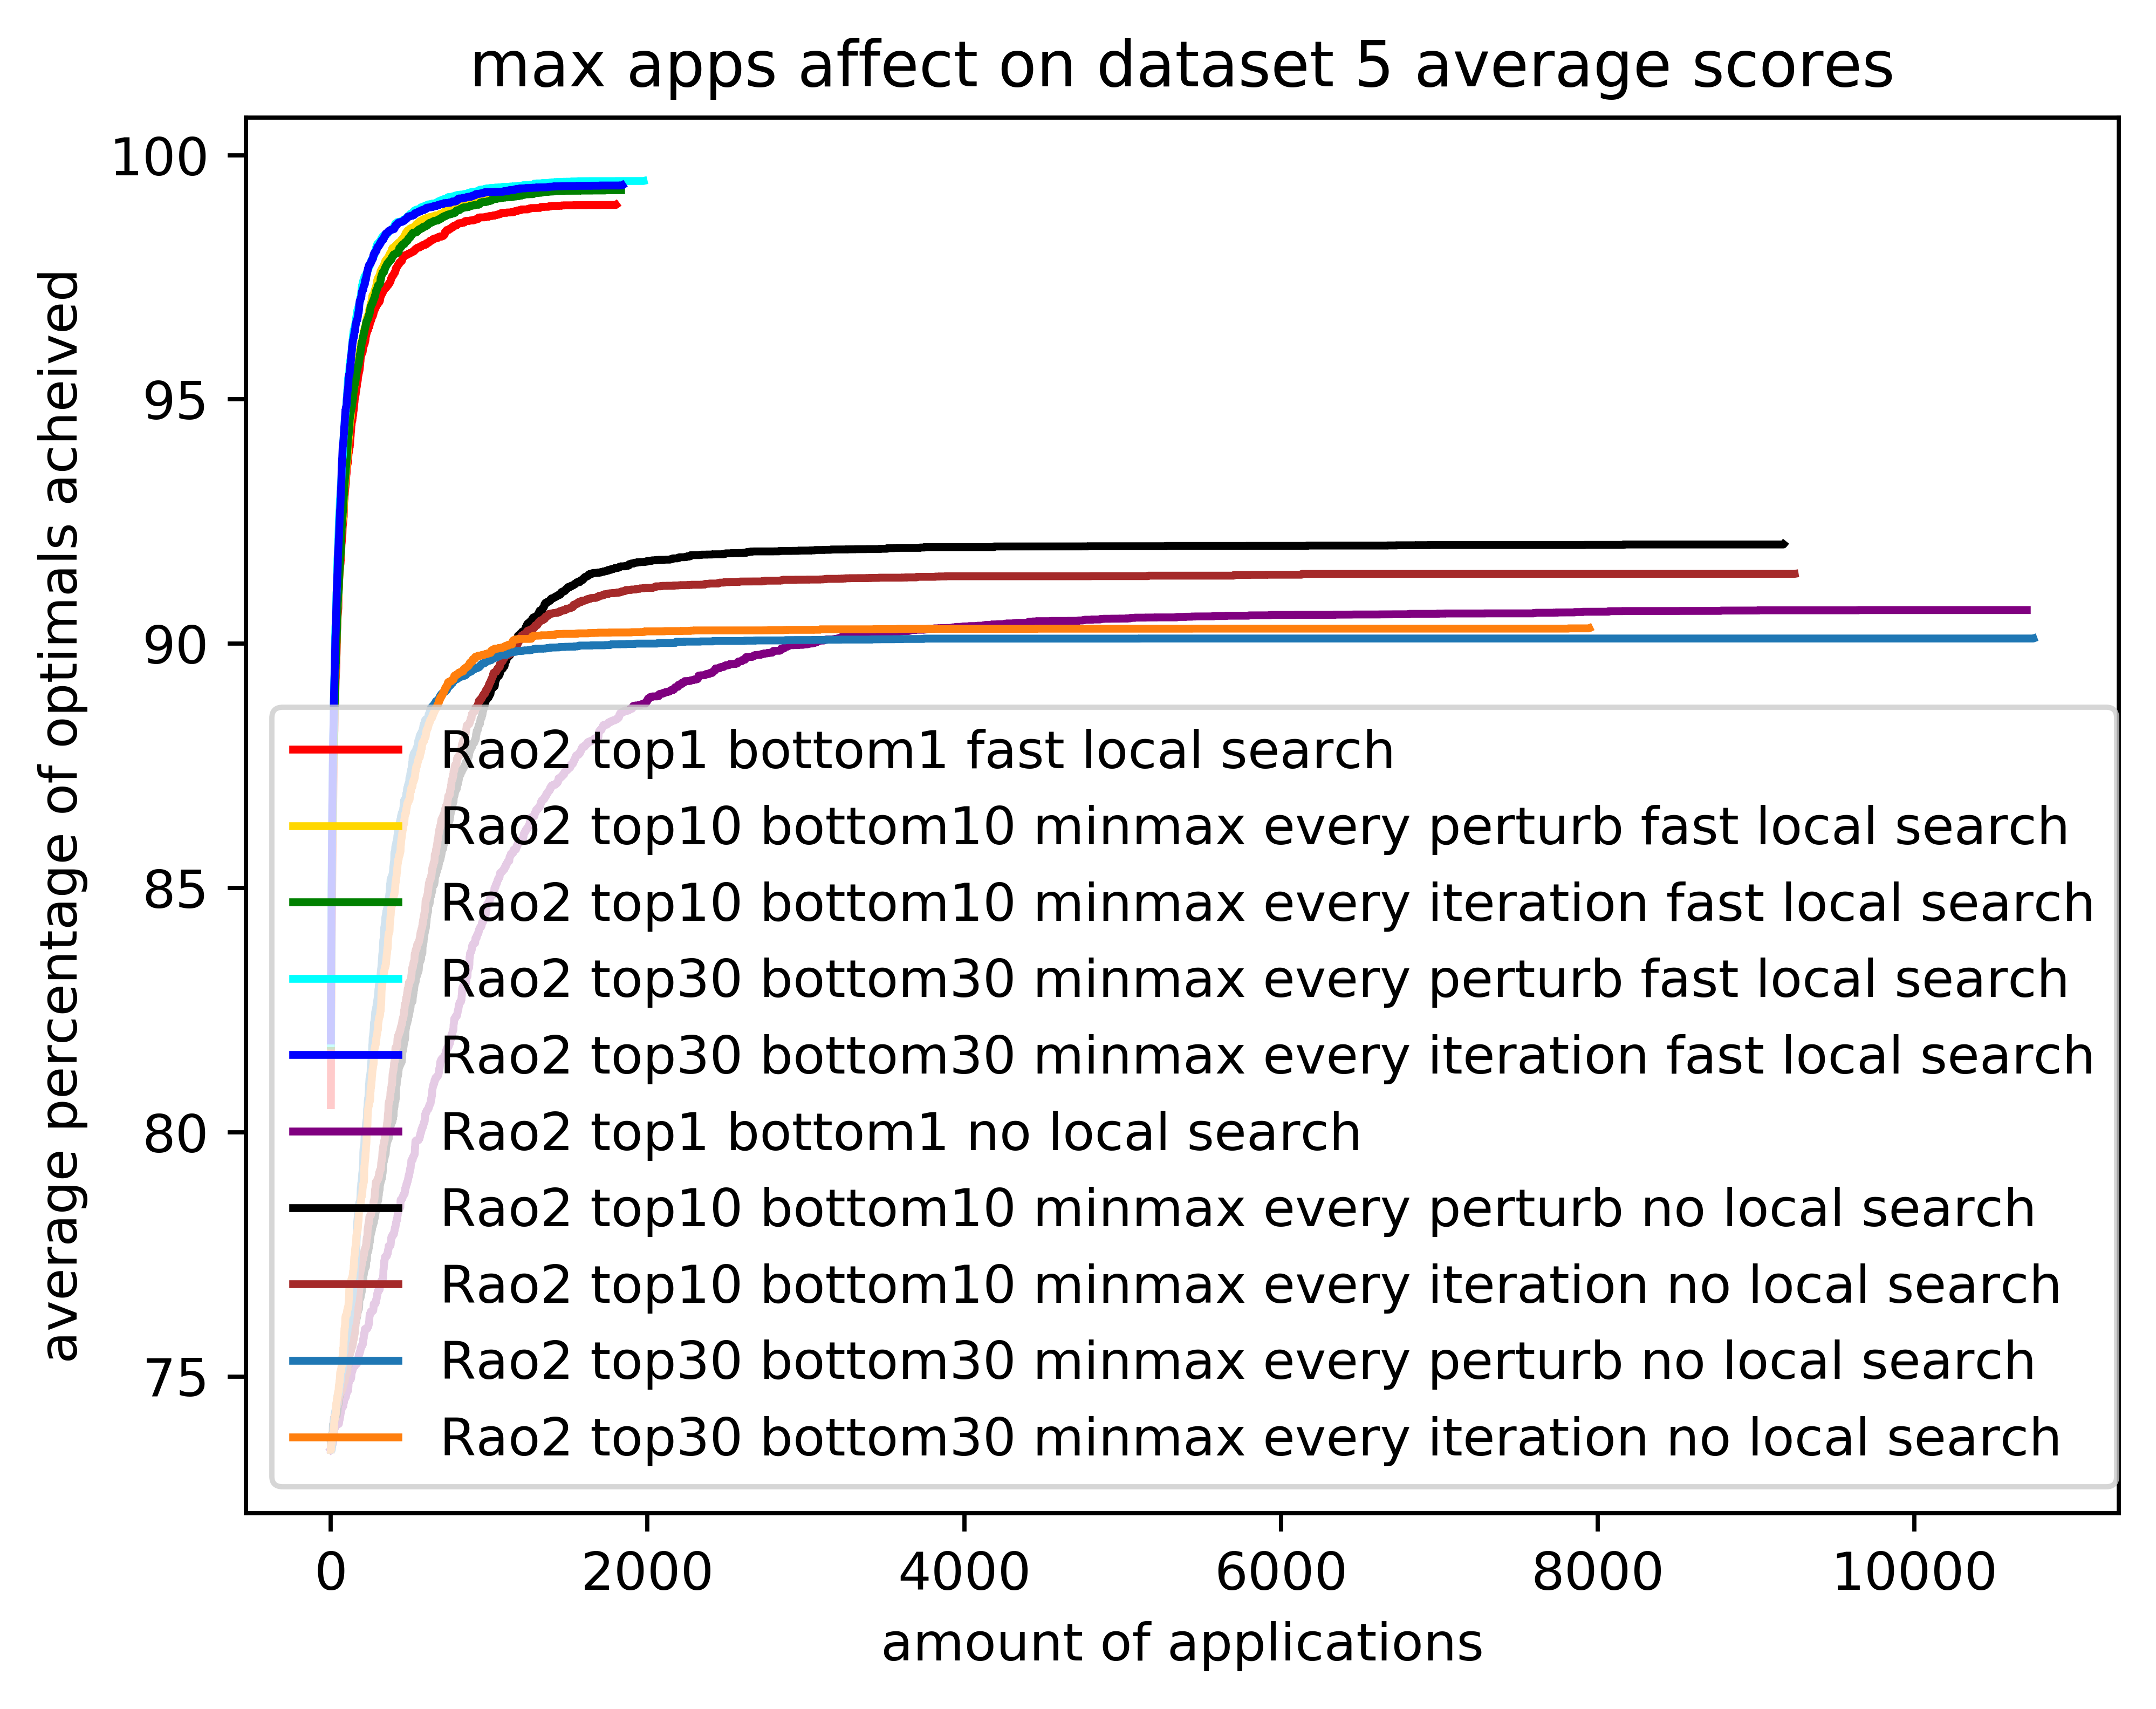 max apps affect on dataset 5 average scores
100
95
90
85
80
75
average percentage of optimals acheived
Rao2 top1 bottom1 fast local search
Rao2 top10 bottom10 minmax every perturb fast local search
Rao2 top10 bottom10 minmax every iteration fast local search
Rao2 top30 bottom30 minmax every perturb fast local search
Rao2 top30 bottom30 minmax every iteration fast local search
Rao2 top1 bottom1 no local search
Rao2 top10 bottom10 minmax every perturb no local search
Rao2 top10 bottom10 minmax every iteration no local search
Rao2 top30 bottom30 minmax every perturb no local search
Rao2 top30 bottom30 minmax every iteration no local search
0 2000 4000 6000 8000 10000
amount of applications